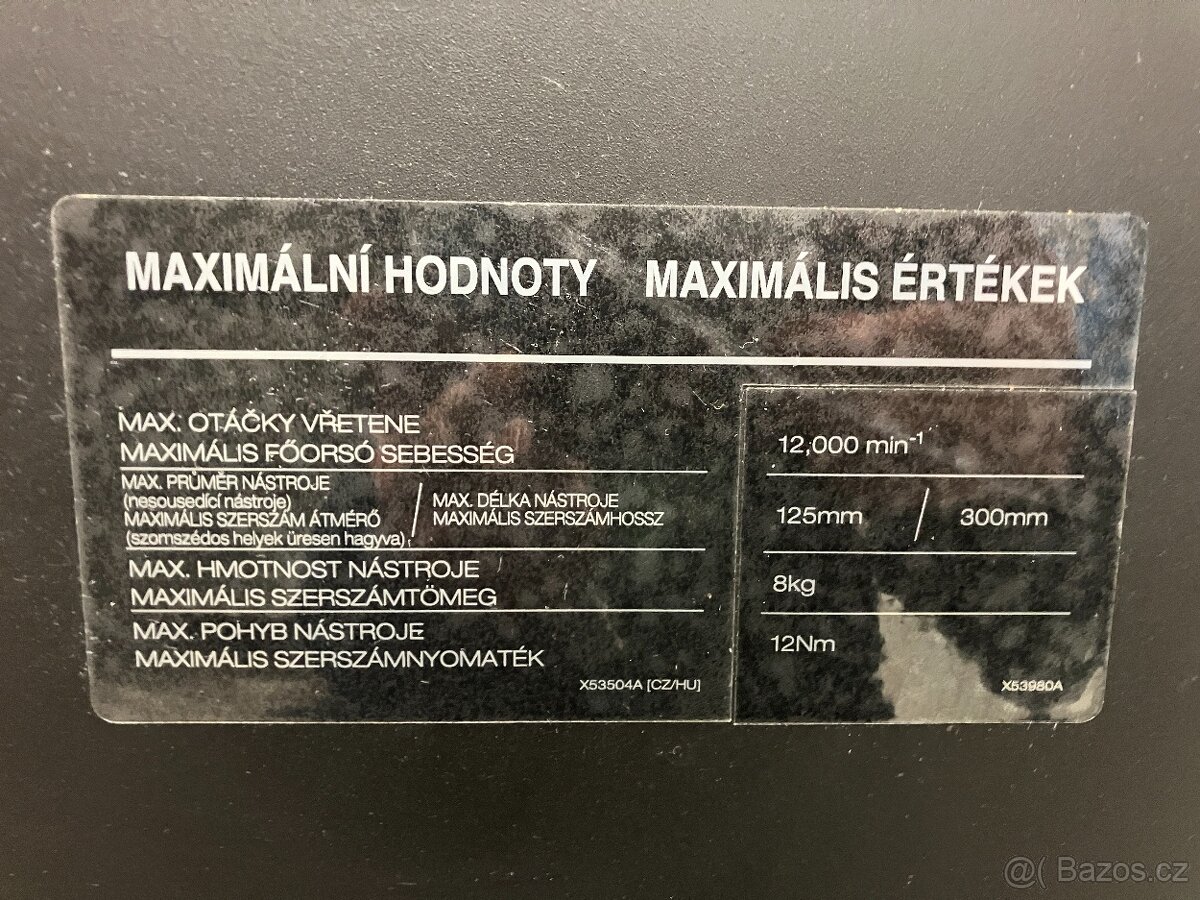 MAXIMÁLNÍ HODNOTY MAXIMÁLIS ÉRTÉKEK
MAX. OTÁČKY VŘETENE
MAXIMÁLIS FŐORSÓ SEBESSÉG
12,000 min-1
MAX. PRŮMĚR NÁSTROJE
(nesousedící nástroje)
MAXIMÁLIS SZERSZÁM ÁTMÉRŐ
(szomszédos helyek üresen hagyva)
/
MAX. DÉLKA NÁSTROJE
MAXIMÁLIS SZERSZÁMHOSSZ
125mm / 300mm
MAX. HMOTNOST NÁSTROJE
MAXIMÁLIS SZERSZÁMTÖMEG
8kg
MAX. POHYB NÁSTROJE
MAXIMÁLIS SZERSZÁMNYOMATÉK
12Nm
X53504A [CZ/HU]
X53980A
@( Bazos.cz